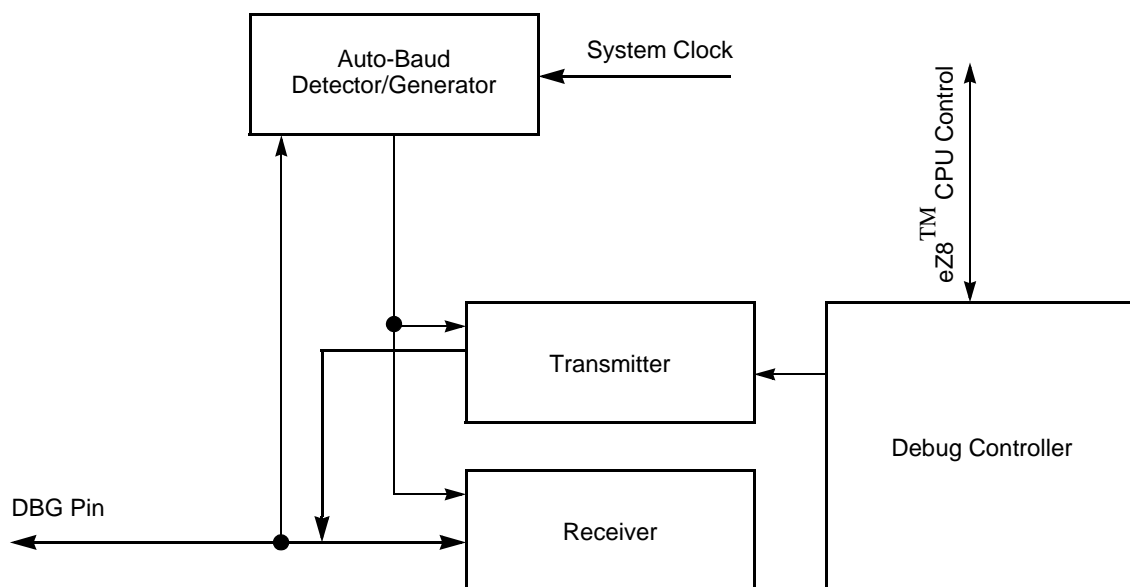 Auto-Baud
Detector/Generator
System Clock
eZ8™ CPU Control
Transmitter
Debug Controller
DBG Pin
Receiver